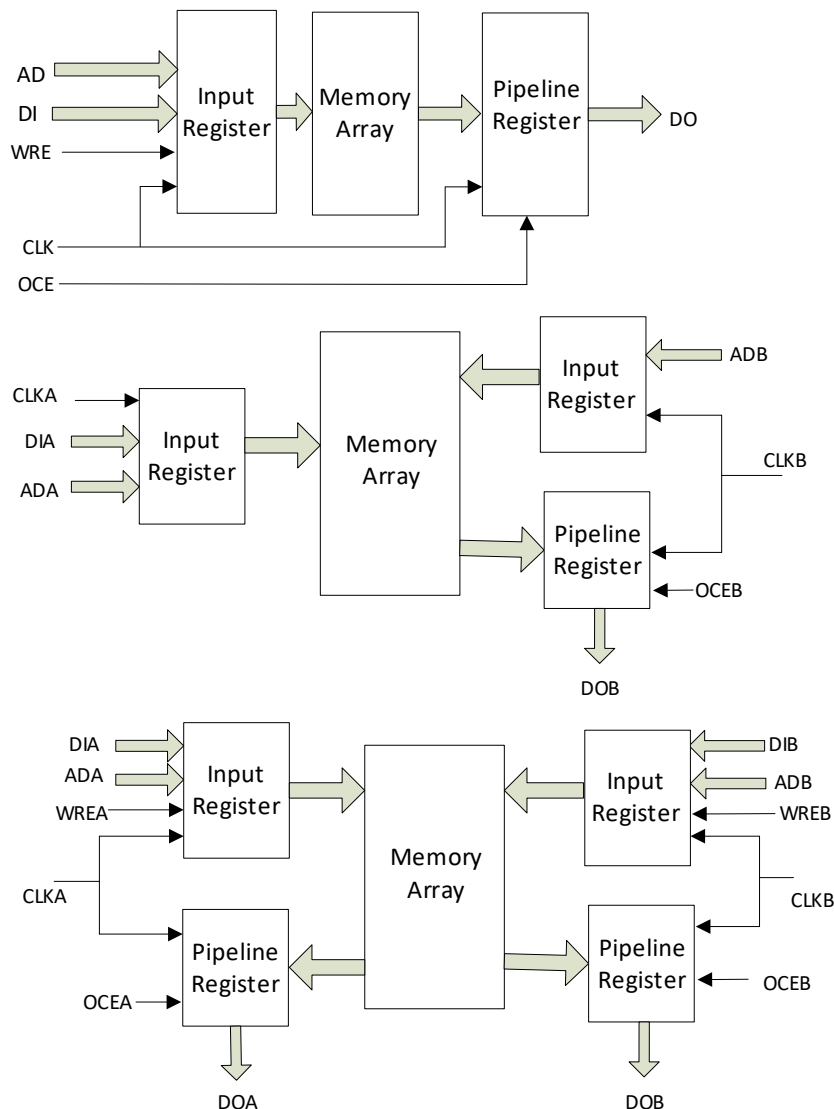 AD
DI
WRE
CLK
OCE
Input
Register
Memory
Array
Pipeline
Register
DO
CLKA
DIA
ADA
Input
Register
Memory
Array
Input
Register
ADB
CLKB
Pipeline
Register
OCEB
DOB
DIA
ADA
WREA
CLKA
OCEA
Input
Register
Pipeline
Register
DOA
Memory
Array
Input
Register
Pipeline
Register
DOB
DIB
ADB
WREB
CLKB
OCEB